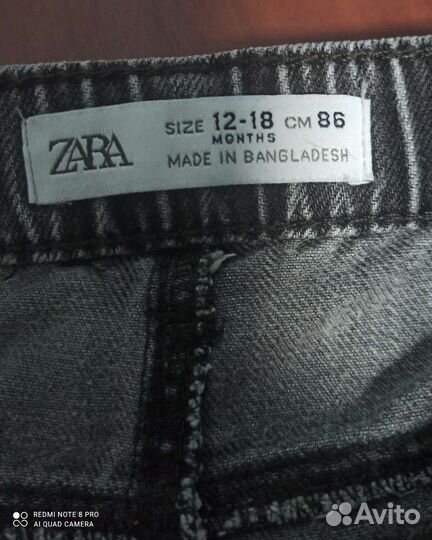 ZARA
SIZE 12-18 CM 86
MONTHS
MADE IN BANGLADESH
REDMI NOTE 8 PRO
AI QUAD CAMERA
Avito